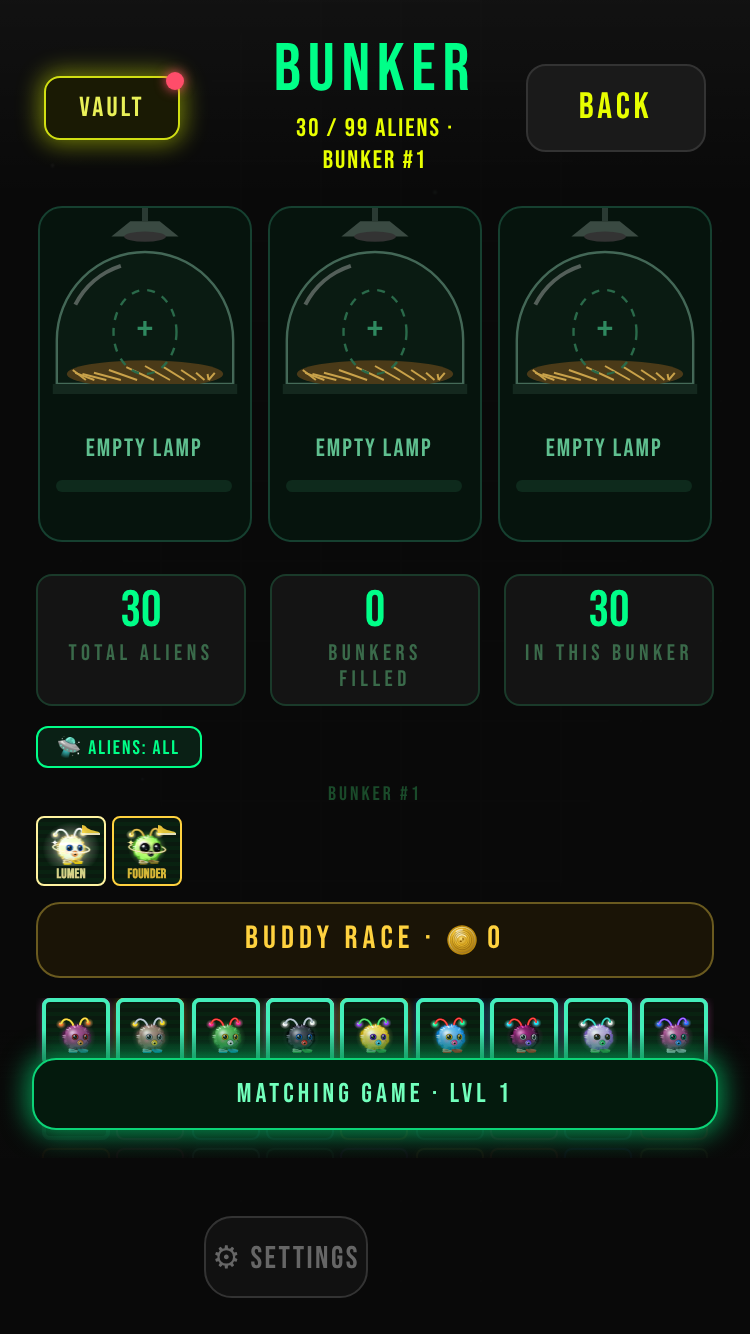 VAULT
BUNKER
30 / 99 ALIENS ·
BUNKER #1
BACK
EMPTY LAMP
EMPTY LAMP
EMPTY LAMP
30
TOTAL ALIENS
0
BUNKERS
FILLED
30
IN THIS BUNKER
ALIENS: ALL
BUNKER #1
LUMEN
FOUNDER
BUDDY RACE · 0
MATCHING GAME · LVL 1
⚙ SETTINGS